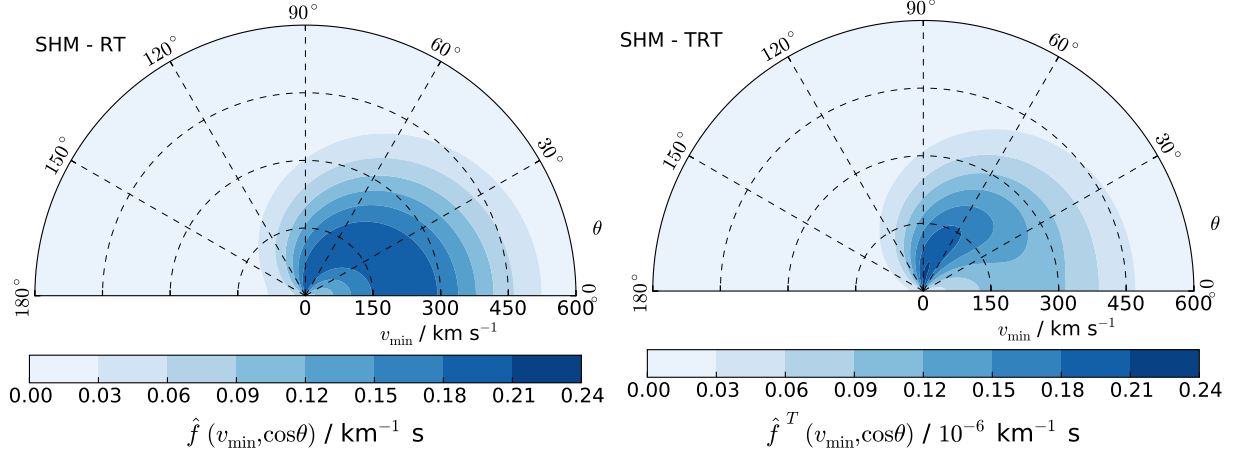 SHM - RT
90°
120°
60°
150°
30°
θ
180°
0°
0 150 300 450 600
v_min / km s⁻¹
0.00 0.03 0.06 0.09 0.12 0.15 0.18 0.21 0.24
f̂ (v_min,cosθ) / km⁻¹ s
SHM - TRT
90°
120°
60°
150°
30°
θ
180°
0°
0 150 300 450 600
v_min / km s⁻¹
0.00 0.03 0.06 0.09 0.12 0.15 0.18 0.21 0.24
f̂ ᵀ (v_min,cosθ) / 10⁻⁶ km⁻¹ s